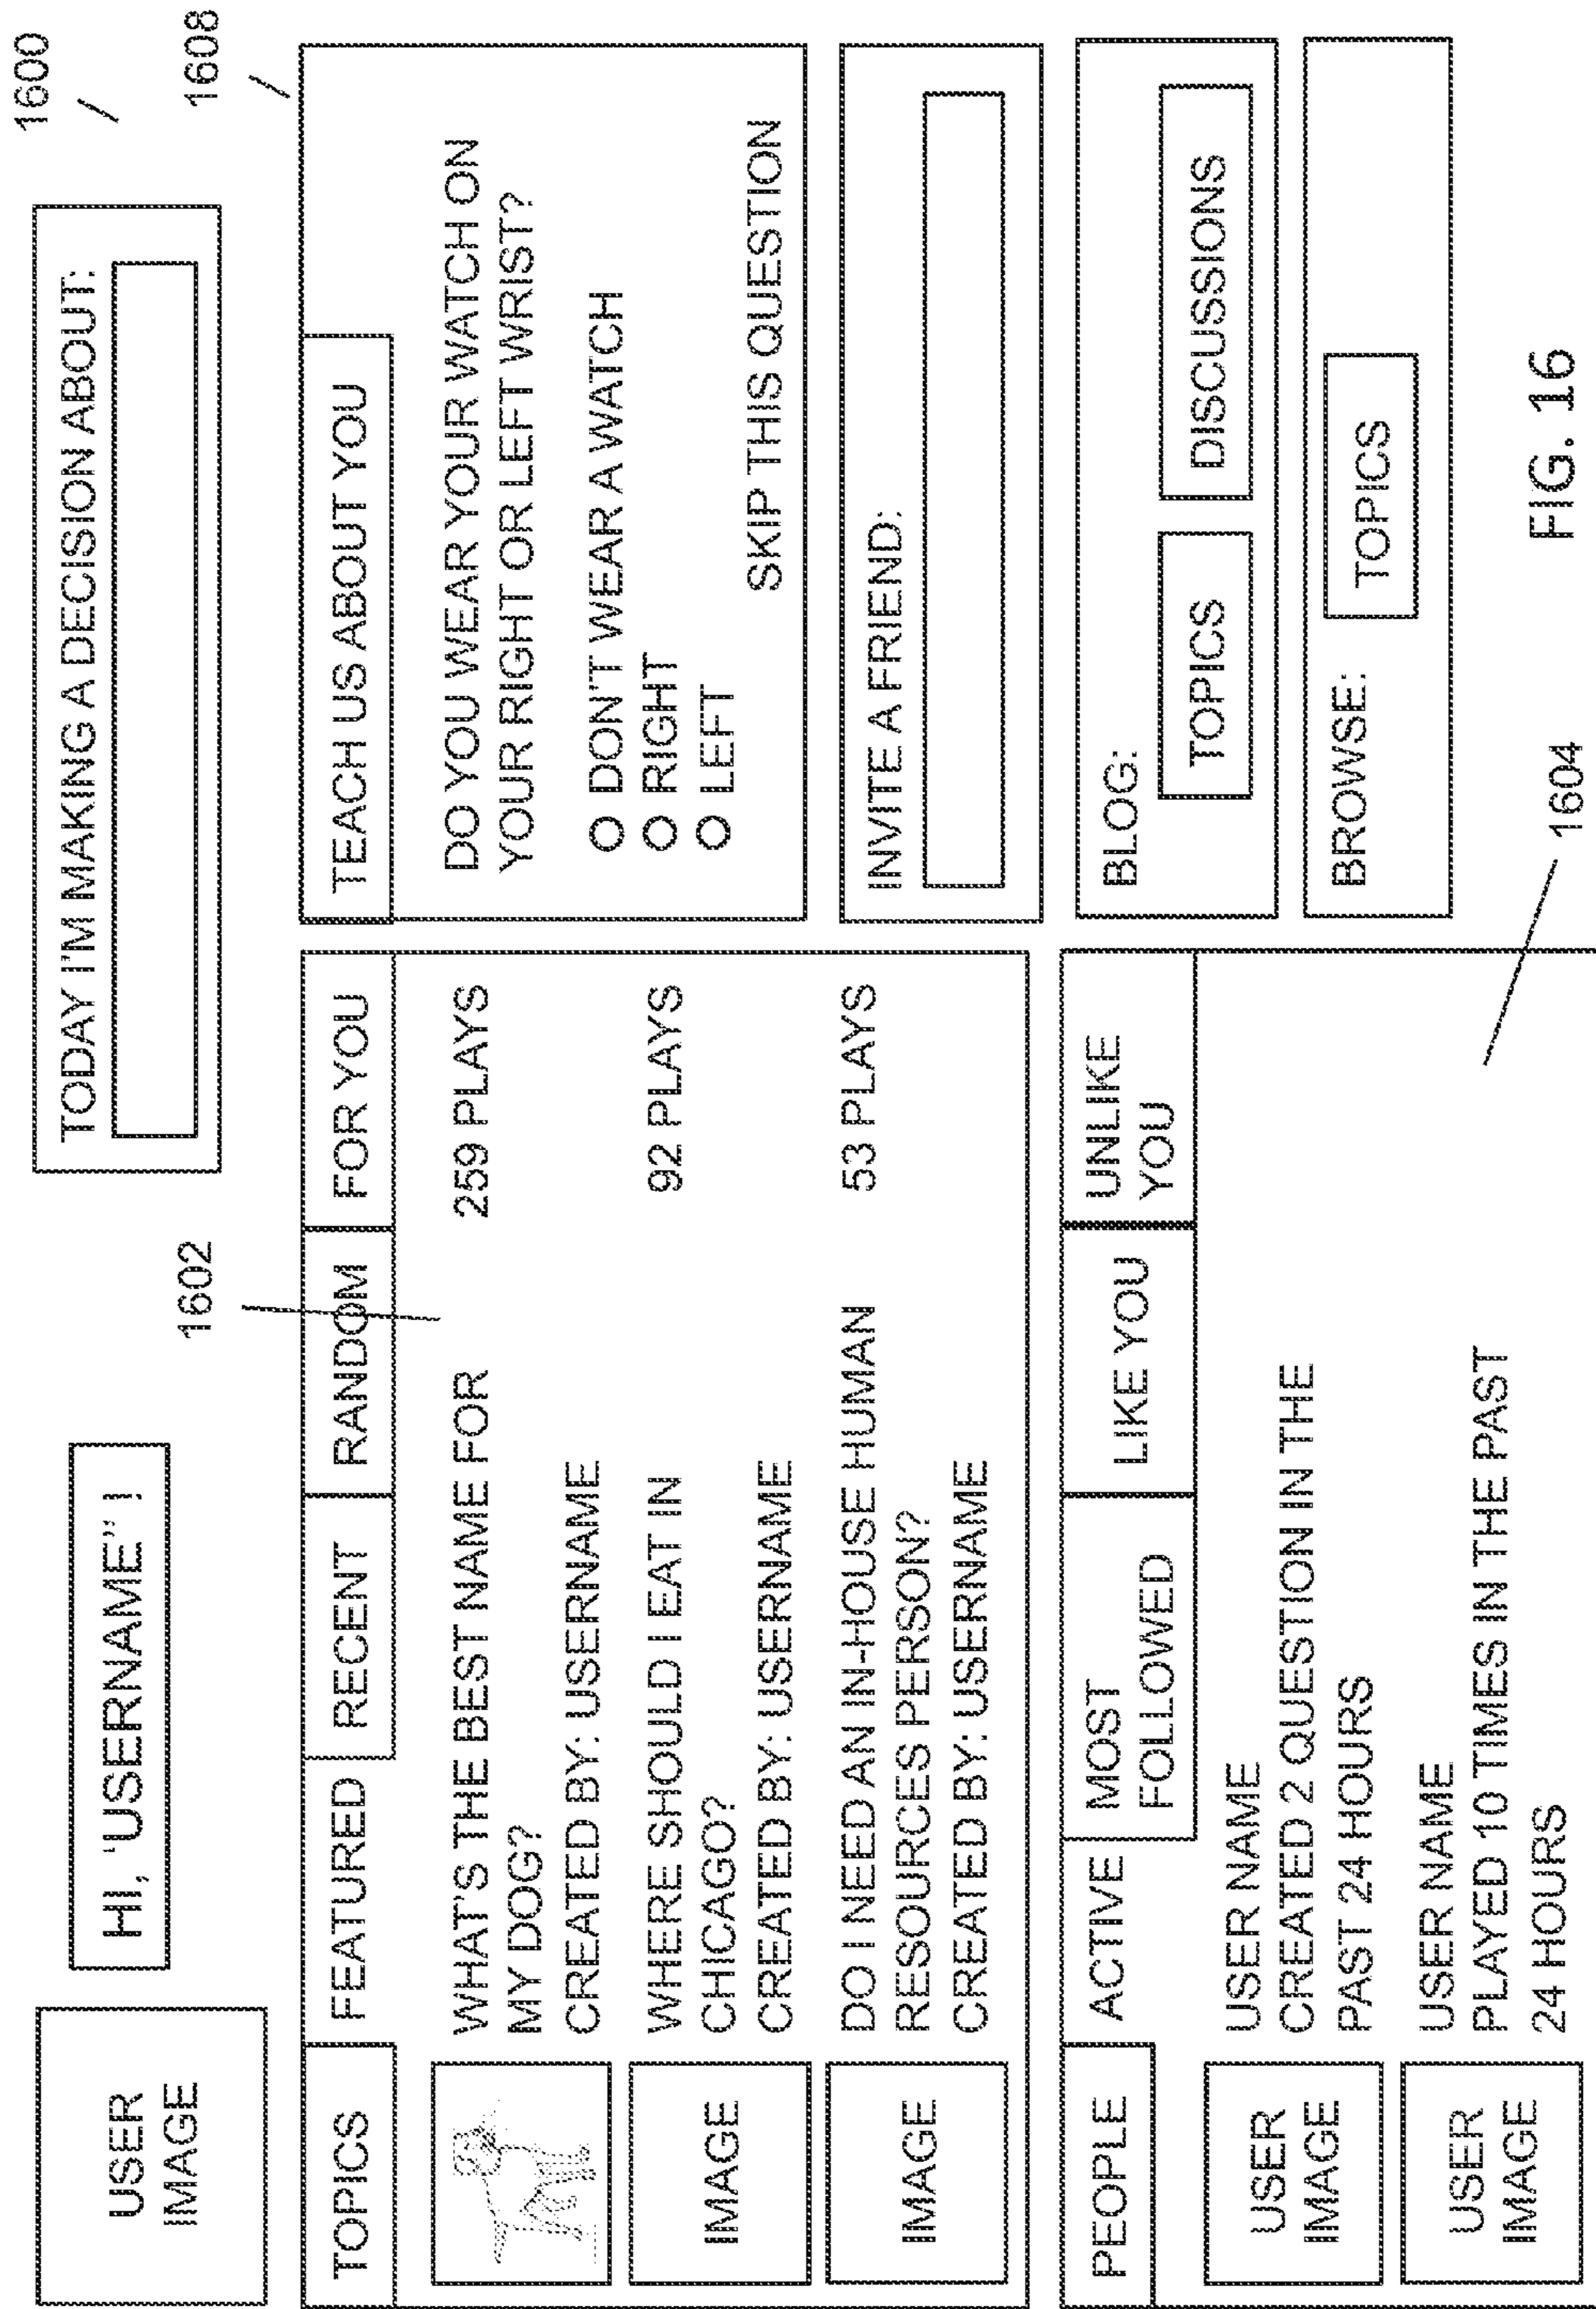 1600
USER
IMAGE
HI, "USERNAME" !
TODAY I'M MAKING A DECISION ABOUT:
1602
1608
TOPICS
FEATURED
RECENT
RANDOM
FOR YOU
WHAT'S THE BEST NAME FOR
MY DOG?
CREATED BY: USERNAME
259 PLAYS
IMAGE
WHERE SHOULD I EAT IN
CHICAGO?
CREATED BY: USERNAME
92 PLAYS
IMAGE
DO I NEED AN IN-HOUSE HUMAN
RESOURCES PERSON?
CREATED BY: USERNAME
53 PLAYS
TEACH US ABOUT YOU
DO YOU WEAR YOUR WATCH ON
YOUR RIGHT OR LEFT WRIST?
O DON'T WEAR A WATCH
O RIGHT
O LEFT
SKIP THIS QUESTION
INVITE A FRIEND:
PEOPLE
ACTIVE
MOST
FOLLOWED
LIKE YOU
UNLIKE
YOU
USER
IMAGE
USER NAME
CREATED 2 QUESTION IN THE
PAST 24 HOURS
USER
IMAGE
USER NAME
PLAYED 10 TIMES IN THE PAST
24 HOURS
BLOG:
TOPICS
DISCUSSIONS
BROWSE:
TOPICS
1604
FIG. 16